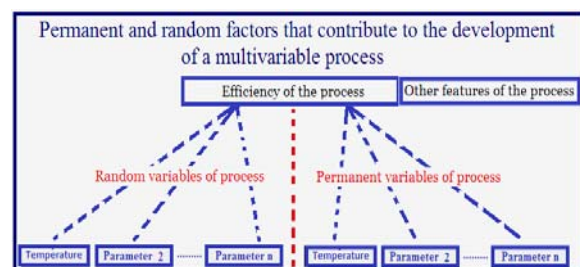 Permanent and random factors that contribute to the development
of a multivariable process
Efficiency of the process Other features of the process
Random variables of process Permanent variables of process
Temperature Parameter 2 ........ Parameter n Temperature Parameter 2 ........ Parameter n